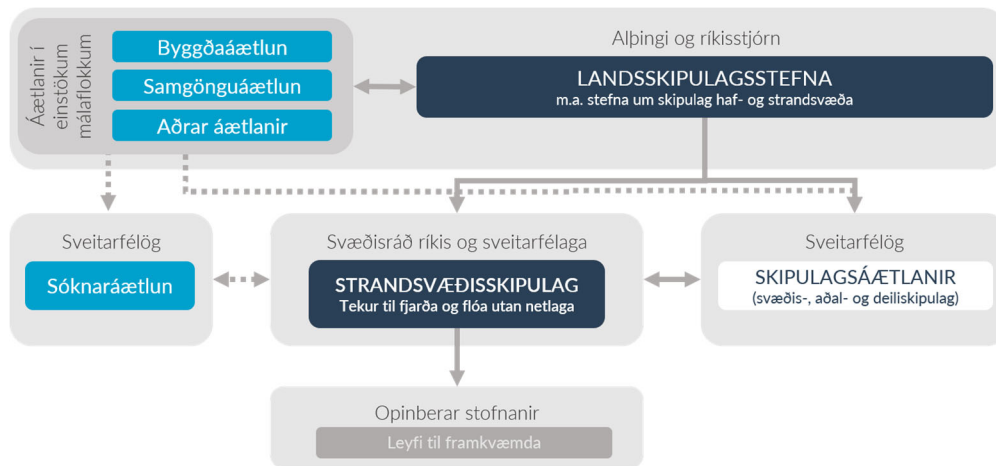 Áætlanir í
einstökum
málaflokkum
Byggðaáætlun
Samgönguáætlun
Aðrar áætlanir
Alþingi og ríkisstjórn
LANDSSKIPULAGSSTEFNA
m.a. stefna um skipulag haf- og strandsvæða
Sveitarfélög
Sóknaráætlun
Svæðisráð ríkis og sveitarfélaga
STRANDSVÆÐISSKIPULAG
Tekur til fjarða og flóa utan netlaga
Sveitarfélög
SKIPULAGSÁÆTLANIR
(svæðis-, aðal- og deiliskipulag)
Opinberar stofnanir
Leyfi til framkvæmda